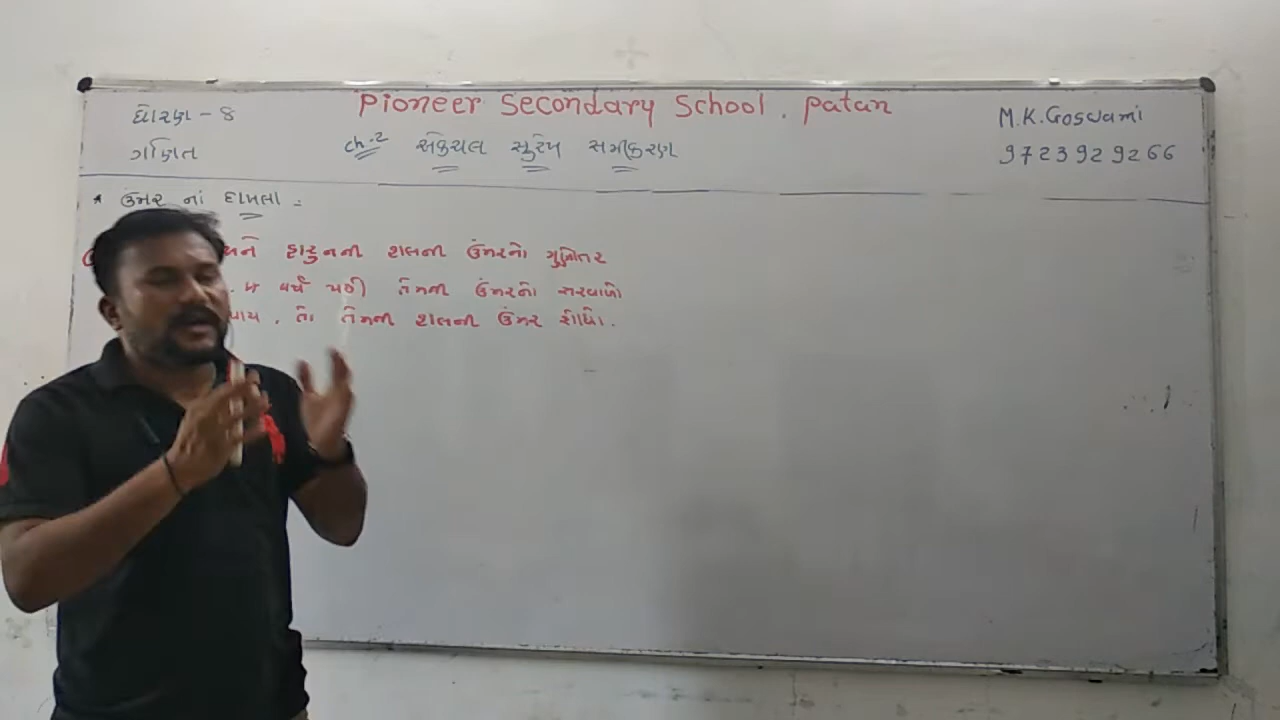 Pioneer Secondary School. Patan
ધોરણ - ૮
ગણિત
ch.2 એકચલ સુરેખ સમીકરણ
M.K.Goswami
9723929266
* ઉંમર નાં દાખલા :
અને હારુનની હાલની ઉંમરનો ગુણોત્તર
વર્ષ પછી તેમની ઉંમરનો સરવાળો
થાય, તો તેમની હાલની ઉંમર શોધો.